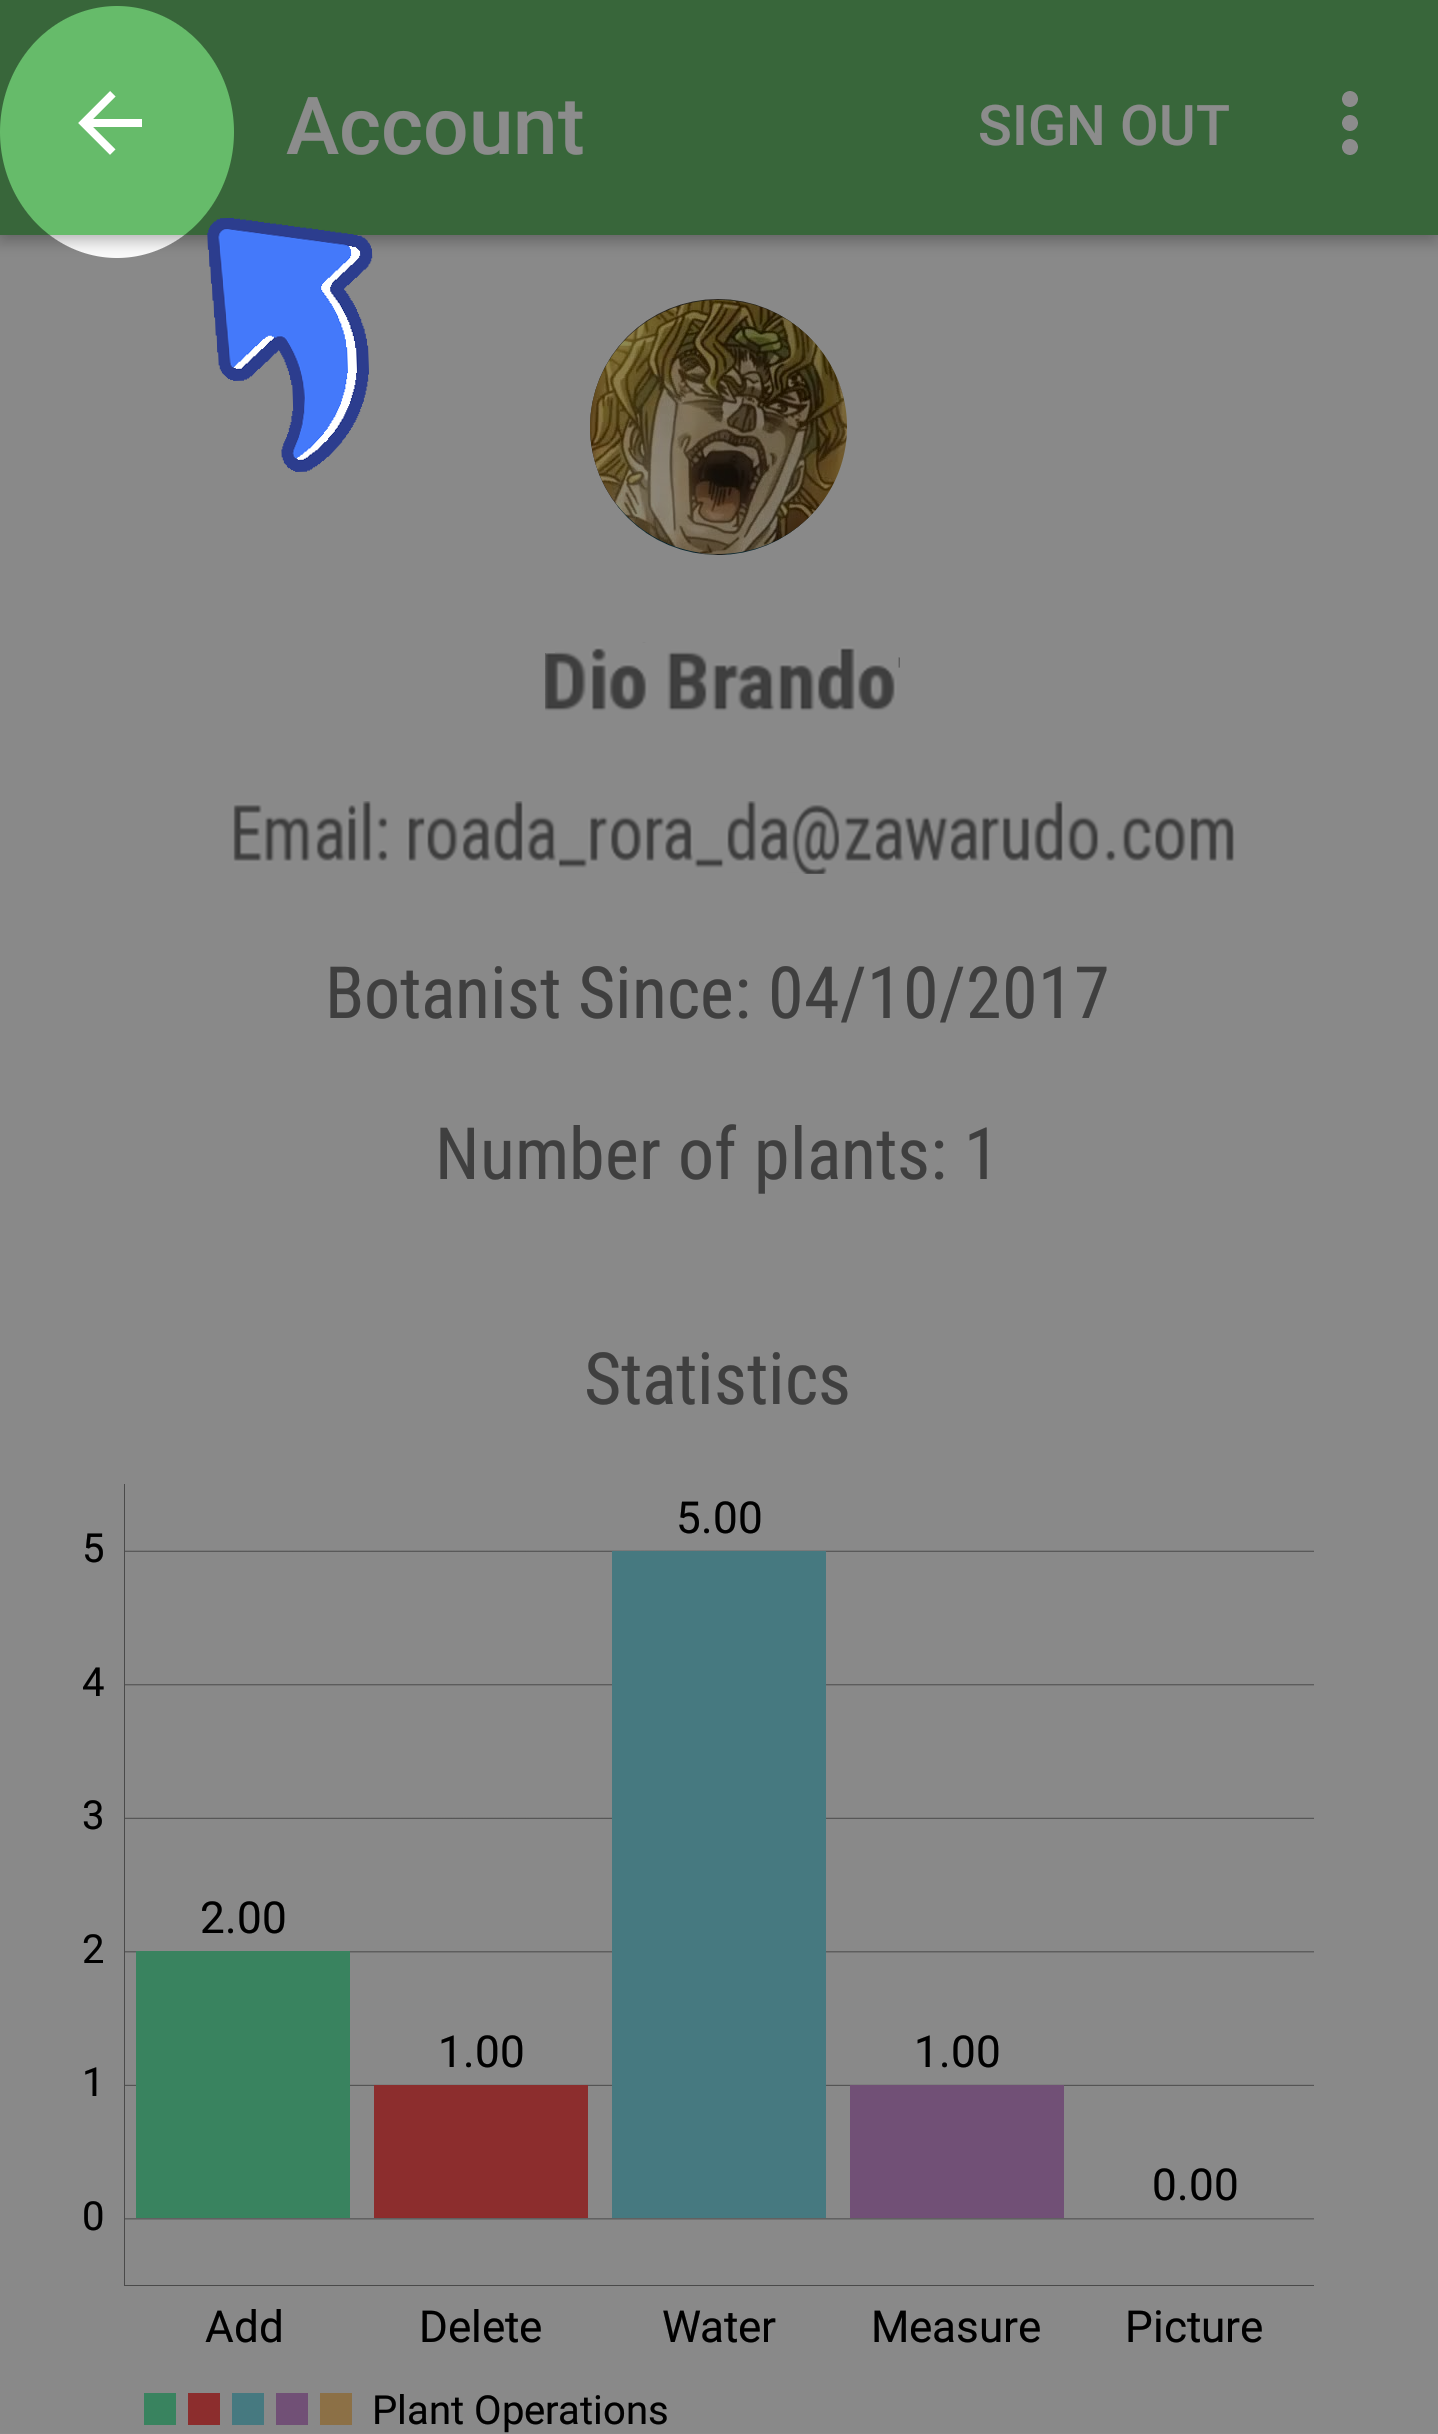 Account SIGN OUT
Dio Brando
Email: roada_rora_da@zawarudo.com
Botanist Since: 04/10/2017
Number of plants: 1
Statistics
5.00
5
4
3
2.00
2
1.00 1.00
1
0.00
0
Add Delete Water Measure Picture
Plant Operations